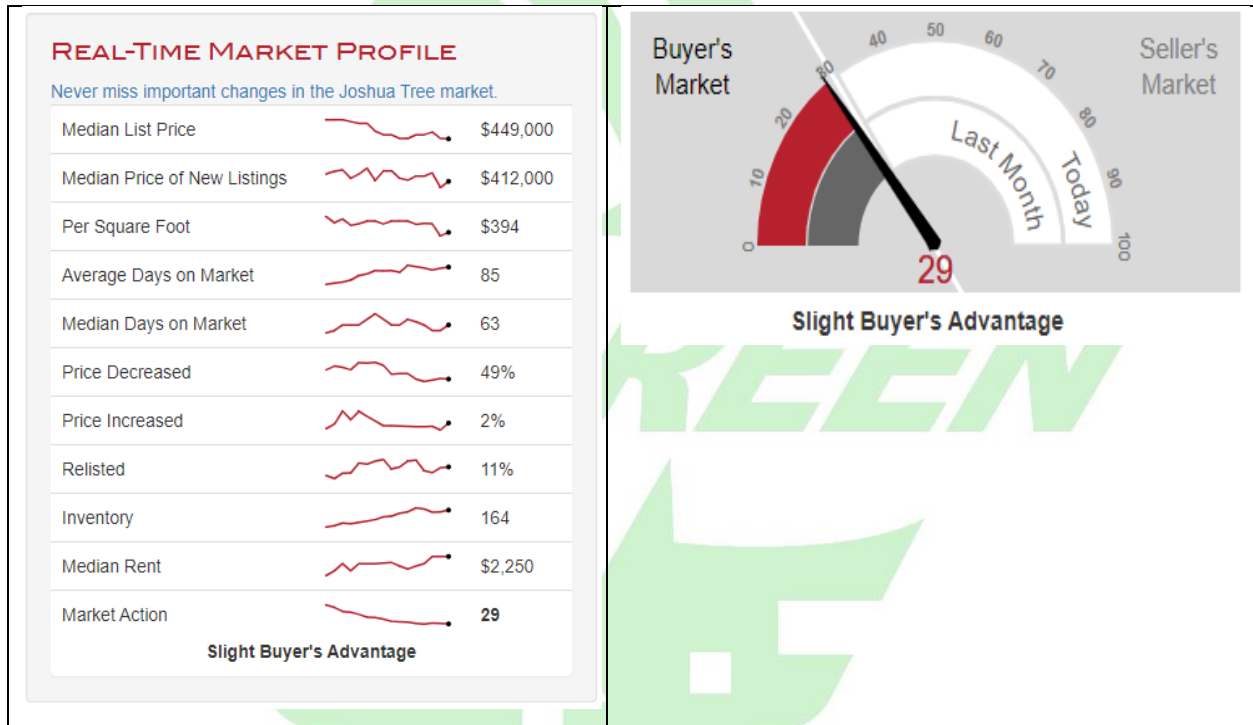 REAL-TIME MARKET PROFILE
Never miss important changes in the Joshua Tree market.
Median List Price $449,000
Median Price of New Listings $412,000
Per Square Foot $394
Average Days on Market 85
Median Days on Market 63
Price Decreased 49%
Price Increased 2%
Relisted 11%
Inventory 164
Median Rent $2,250
Market Action 29
Slight Buyer's Advantage
Buyer's
Market
Seller's
Market
0
10
20
30
40
50
60
70
80
90
100
Last Month
Today
29
Slight Buyer's Advantage
REEN